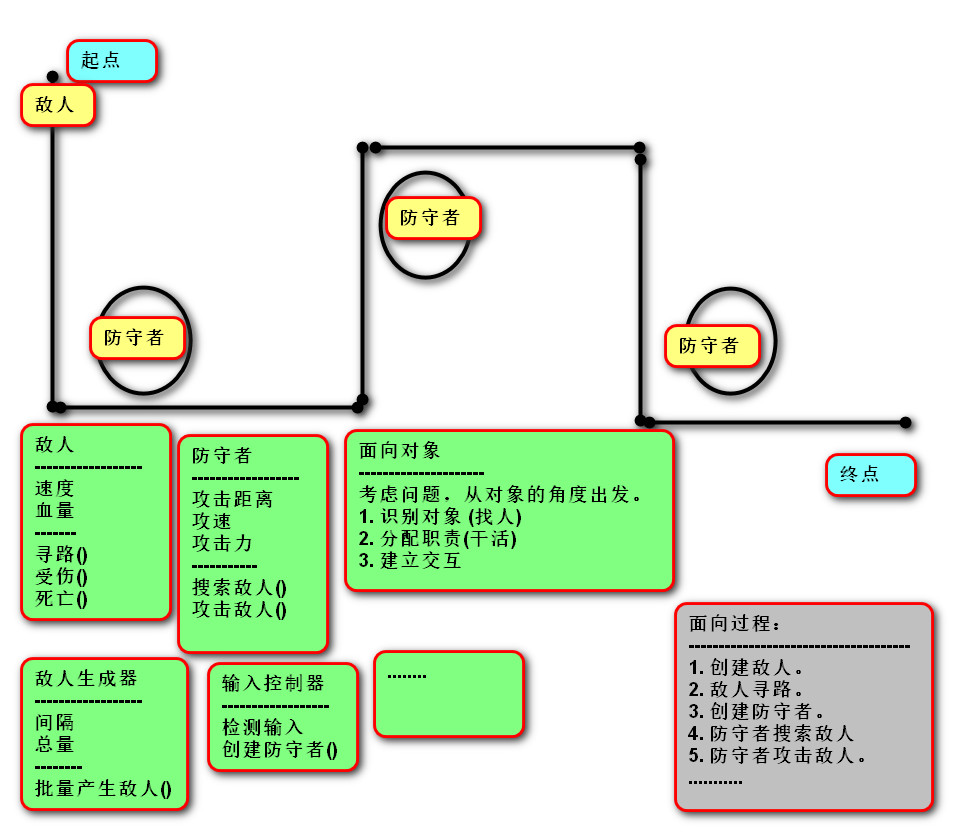 起点
敌人
防守者
防守者
防守者
终点
敌人
------------------
速度
血量
-------
寻路()
受伤()
死亡()
防守者
------------------
攻击距离
攻速
攻击力
-----------
搜索敌人()
攻击敌人()
面向对象
---------------------
考虑问题，从对象的角度出发。
1. 识别对象 (找人)
2. 分配职责(干活)
3. 建立交互
敌人生成器
------------------
间隔
总量
--------
批量产生敌人()
输入控制器
------------------
检测输入
创建防守者()
........
面向过程：
-------------------------------------
1. 创建敌人。
2. 敌人寻路。
3. 创建防守者。
4. 防守者搜索敌人
5. 防守者攻击敌人。
...........